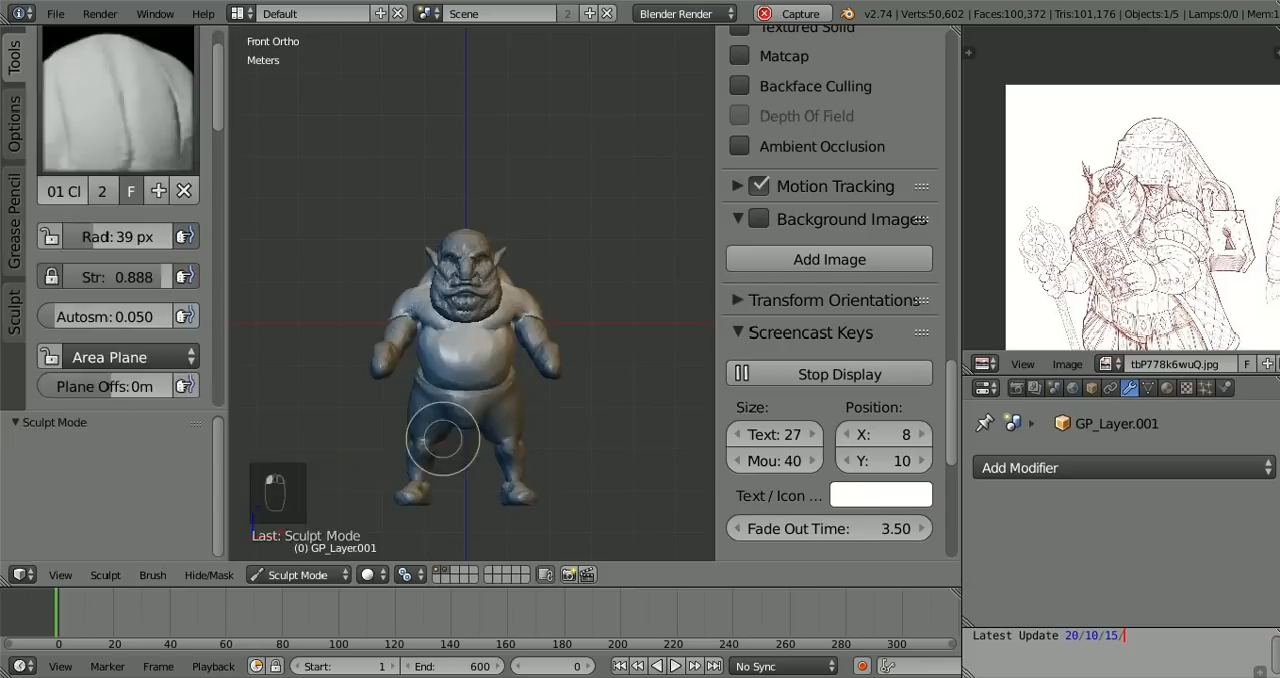 File Render Window Help Default Scene 2 Blender Render Capture v2.74 | Verts:50,602 | Faces:100,372 | Tris:101,176 | Objects:1/5 | Lamps:0/0 | Mem:1
Tools
Options
Grease Pencil
Sculpt
01 Cl 2 F
Rad: 39 px
Str: 0.888
Autosm: 0.050
Area Plane
Plane Offs: 0m
Sculpt Mode
Front Ortho
Meters
Last: Sculpt Mode
(0) GP_Layer.001
Textured Solid
Matcap
Backface Culling
Depth Of Field
Ambient Occlusion
Motion Tracking
Background Images
Add Image
Transform Orientations
Screencast Keys
Stop Display
Size: Position:
Text: 27 X: 8
Mou: 40 Y: 10
Text / Icon ...
Fade Out Time: 3.50
View Image tbP778k6wuQ.jpg F
GP_Layer.001
Add Modifier
Latest Update 20/10/15/
View Sculpt Brush Hide/Mask Sculpt Mode
0 20 40 60 80 100 120 140 160 180 200 220 240 260 280 300
View Marker Frame Playback Start: 1 End: 600 0 No Sync